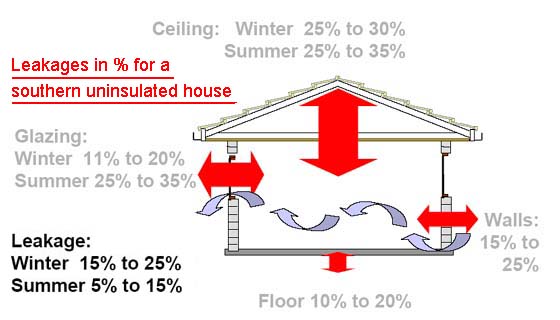 Ceiling: Winter 25% to 30%
Summer 25% to 35%
Leakages in % for a
southern uninsulated house
Glazing:
Winter 11% to 20%
Summer 25% to 35%
Leakage:
Winter 15% to 25%
Summer 5% to 15%
Walls:
15% to
25%
Floor 10% to 20%